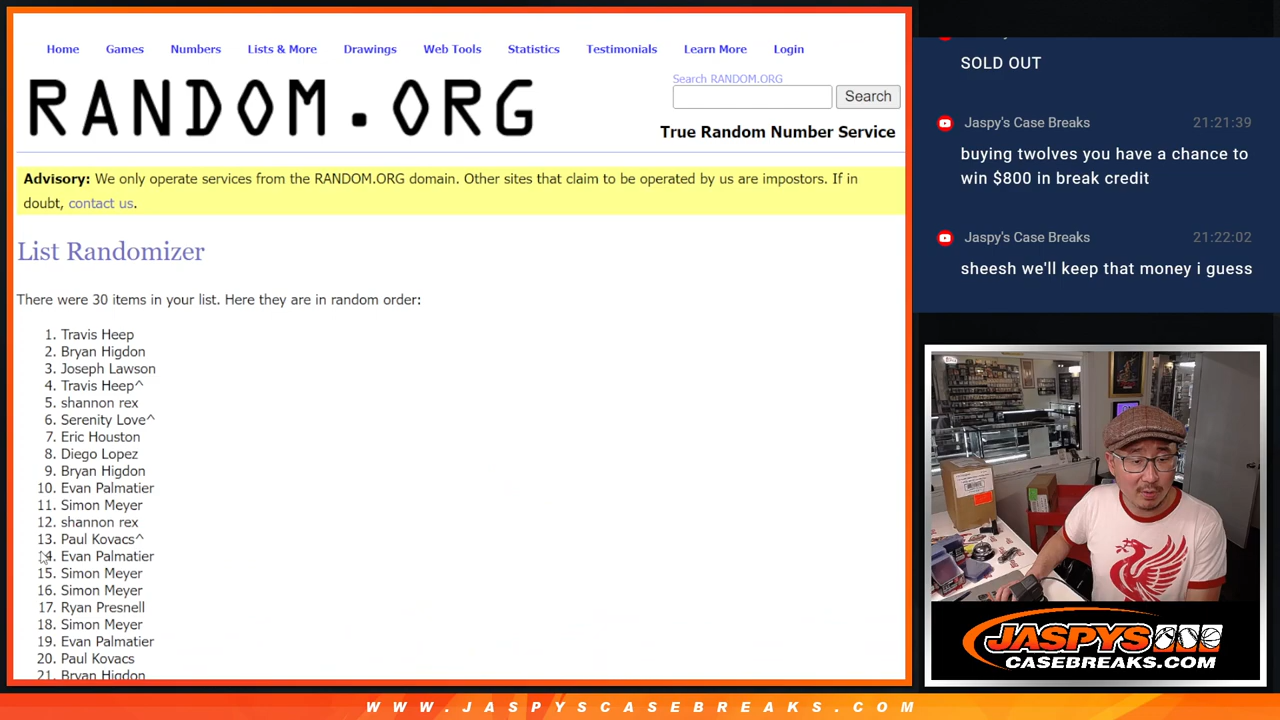 Home Games Numbers Lists & More Drawings Web Tools Statistics Testimonials Learn More Login
RANDOM.ORG
Search RANDOM.ORG
Search
True Random Number Service
Advisory: We only operate services from the RANDOM.ORG domain. Other sites that claim to be operated by us are impostors. If in
doubt, contact us.
List Randomizer
There were 30 items in your list. Here they are in random order:
1. Travis Heep
2. Bryan Higdon
3. Joseph Lawson
4. Travis Heep^
5. shannon rex
6. Serenity Love^
7. Eric Houston
8. Diego Lopez
9. Bryan Higdon
10. Evan Palmatier
11. Simon Meyer
12. shannon rex
13. Paul Kovacs^
14. Evan Palmatier
15. Simon Meyer
16. Simon Meyer
17. Ryan Presnell
18. Simon Meyer
19. Evan Palmatier
20. Paul Kovacs
21. Bryan Higdon
SOLD OUT
Jaspy's Case Breaks 21:21:39
buying twolves you have a chance to
win $800 in break credit
Jaspy's Case Breaks 21:22:02
sheesh we'll keep that money i guess
JASPYS
CASEBREAKS.COM
WWW.JASPYSCASEBREAKS.COM